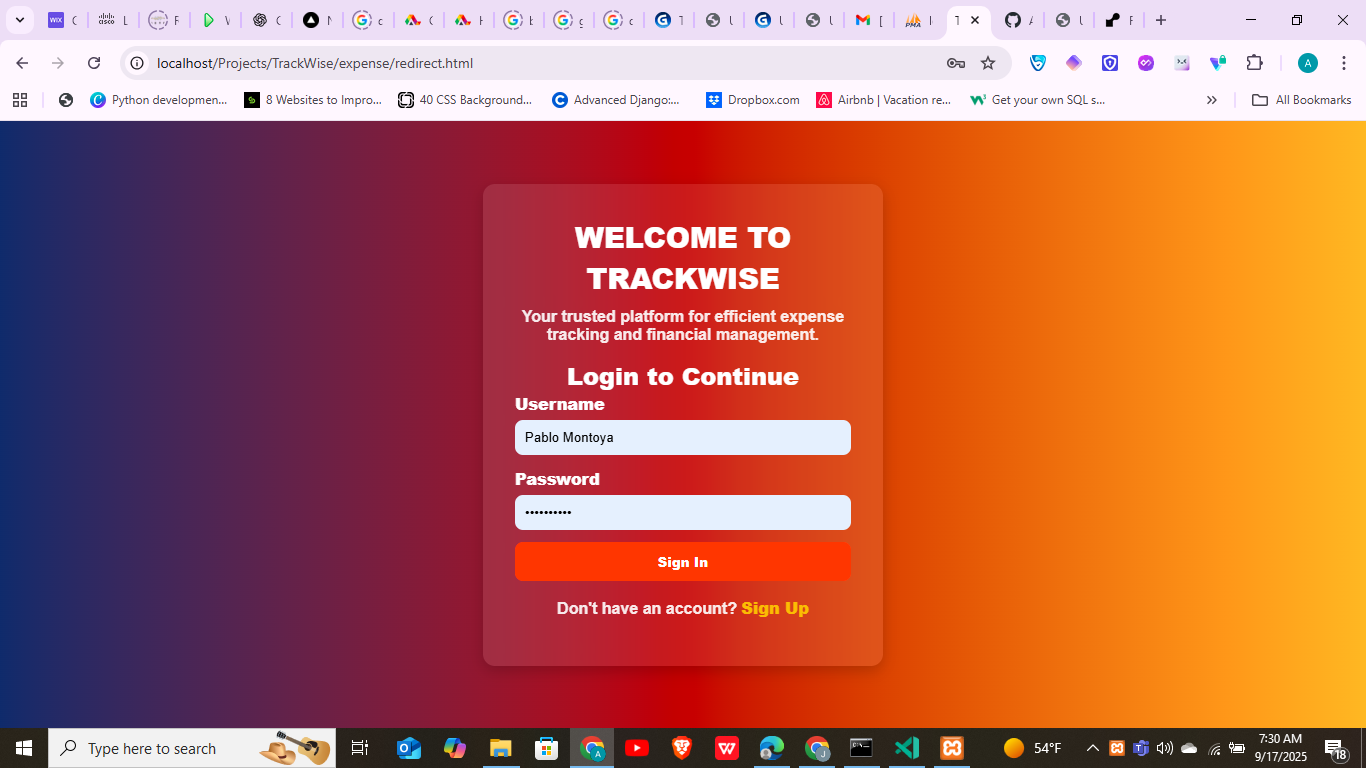 localhost/Projects/TrackWise/expense/redirect.html
A
Python developmen...
8 Websites to Impro...
40 CSS Background...
Advanced Django:...
Dropbox.com
Airbnb | Vacation re...
Get your own SQL s...
All Bookmarks
WELCOME TO
TRACKWISE
Your trusted platform for efficient expense
tracking and financial management.
Login to Continue
Username
Pablo Montoya
Password
••••••••••
Sign In
Don't have an account? Sign Up
Type here to search
54°F
7:30 AM
9/17/2025
18